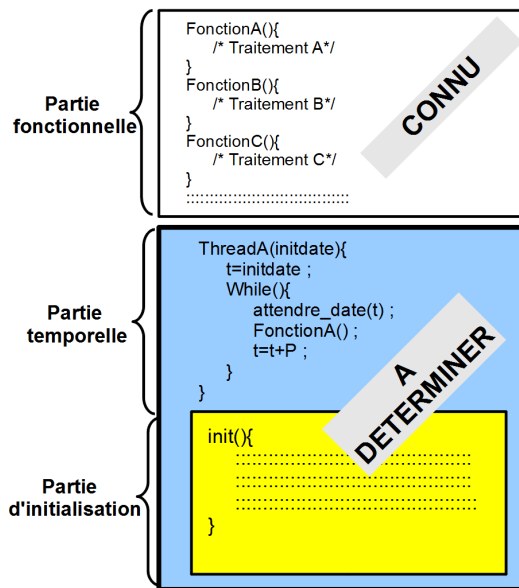 FonctionA(){
/* Traitement A*/
}
FonctionB(){
/* Traitement B*/
}
FonctionC(){
/* Traitement C*/
}
::::::::::::::::::::::::::::::::::
CONNU
Partie
fonctionnelle
ThreadA(initdate){
t=initdate ;
While(){
attendre_date(t) ;
FonctionA() ;
t=t+P ;
}
}
Partie
temporelle
A
DETERMINER
init(){
::::::::::::::::::::::::::::::::::
::::::::::::::::::::::::::::::::::
::::::::::::::::::::::::::::::::::
}
Partie
d'initialisation